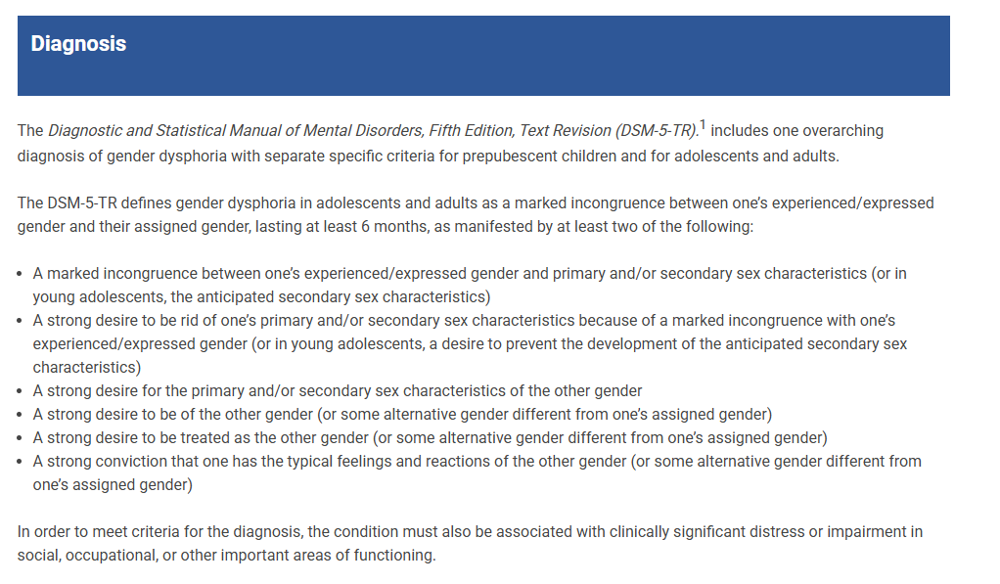 Diagnosis
The Diagnostic and Statistical Manual of Mental Disorders, Fifth Edition, Text Revision (DSM-5-TR).1 includes one overarching
diagnosis of gender dysphoria with separate specific criteria for prepubescent children and for adolescents and adults.
The DSM-5-TR defines gender dysphoria in adolescents and adults as a marked incongruence between one’s experienced/expressed
gender and their assigned gender, lasting at least 6 months, as manifested by at least two of the following:
• A marked incongruence between one’s experienced/expressed gender and primary and/or secondary sex characteristics (or in
young adolescents, the anticipated secondary sex characteristics)
• A strong desire to be rid of one’s primary and/or secondary sex characteristics because of a marked incongruence with one’s
experienced/expressed gender (or in young adolescents, a desire to prevent the development of the anticipated secondary sex
characteristics)
• A strong desire for the primary and/or secondary sex characteristics of the other gender
• A strong desire to be of the other gender (or some alternative gender different from one’s assigned gender)
• A strong desire to be treated as the other gender (or some alternative gender different from one’s assigned gender)
• A strong conviction that one has the typical feelings and reactions of the other gender (or some alternative gender different from
one’s assigned gender)
In order to meet criteria for the diagnosis, the condition must also be associated with clinically significant distress or impairment in
social, occupational, or other important areas of functioning.